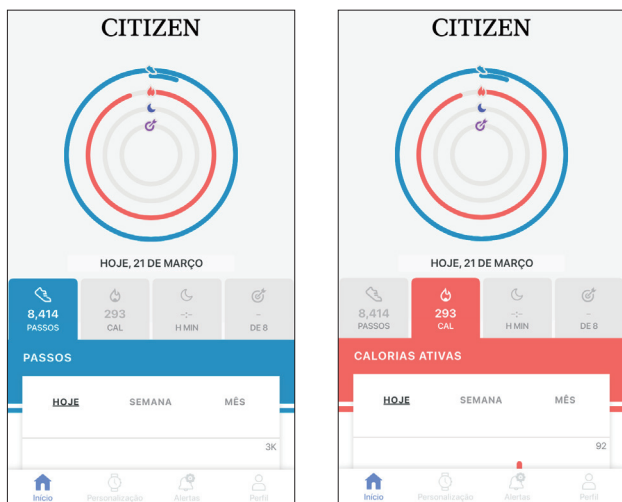 CITIZEN
HOJE, 21 DE MARÇO
8,414 293 -:- -
PASSOS CAL H MIN DE 8
PASSOS
HOJE SEMANA MÊS
3K
Início Personalização Alertas Perfil
CITIZEN
HOJE, 21 DE MARÇO
8,414 293 -:- -
PASSOS CAL H MIN DE 8
CALORIAS ATIVAS
HOJE SEMANA MÊS
92
Início Personalização Alertas Perfil